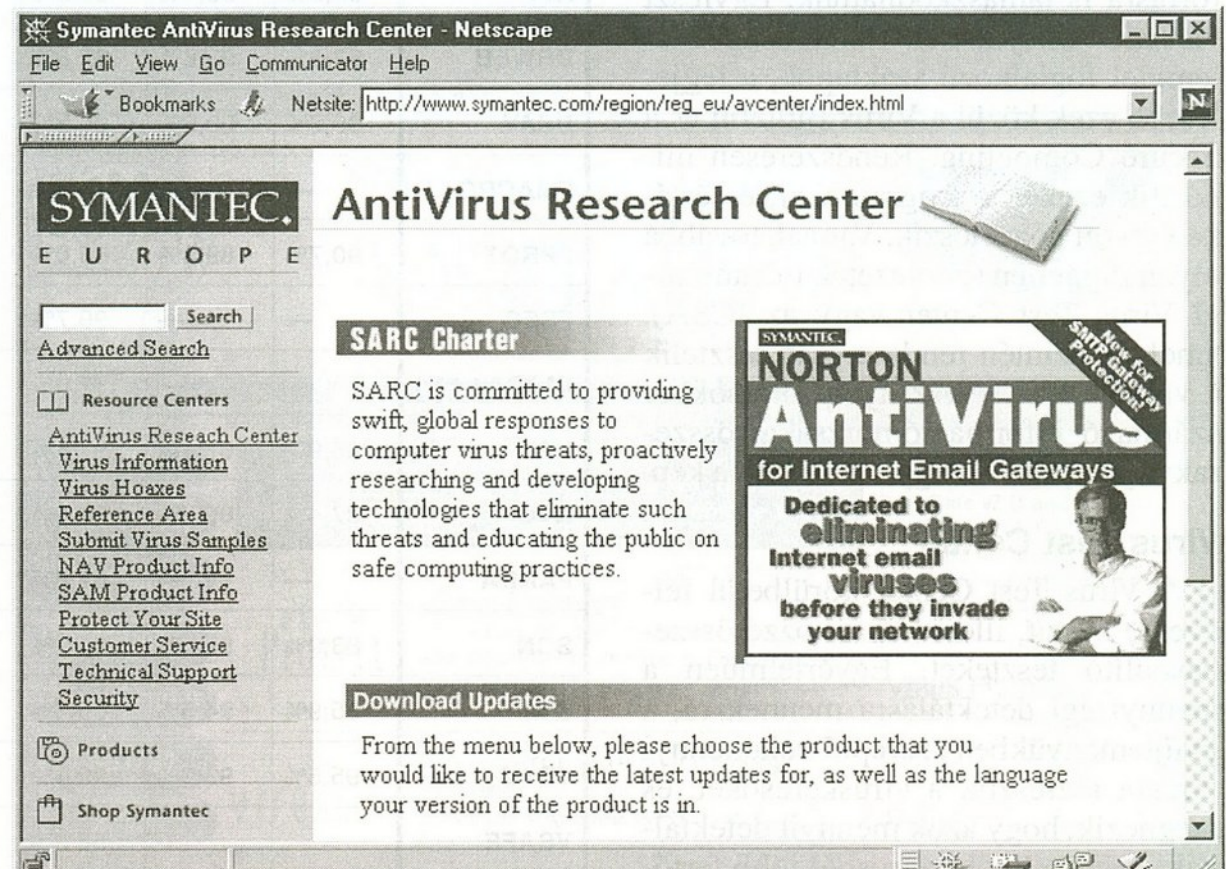 Symantec AntiVirus Research Center - Netscape
File Edit View Go Communicator Help
Bookmarks Netsite: http://www.symantec.com/region/reg_eu/avcenter/index.html
N
SYMANTEC.
EUROPE
Search
Advanced Search
Resource Centers
AntiVirus Reseach Center
Virus Information
Virus Hoaxes
Reference Area
Submit Virus Samples
NAV Product Info
SAM Product Info
Protect Your Site
Customer Service
Technical Support
Security
Products
Shop Symantec
AntiVirus Research Center
SARC Charter
SARC is committed to providing
swift, global responses to
computer virus threats, proactively
researching and developing
technologies that eliminate such
threats and educating the public on
safe computing practices.
SYMANTEC.
NORTON
AntiVirus
for Internet Email Gateways
Now for
SMTP Gateway
Protection!
Dedicated to
eliminating
Internet email
viruses
before they invade
your network
Download Updates
From the menu below, please choose the product that you
would like to receive the latest updates for, as well as the language
your version of the product is in.